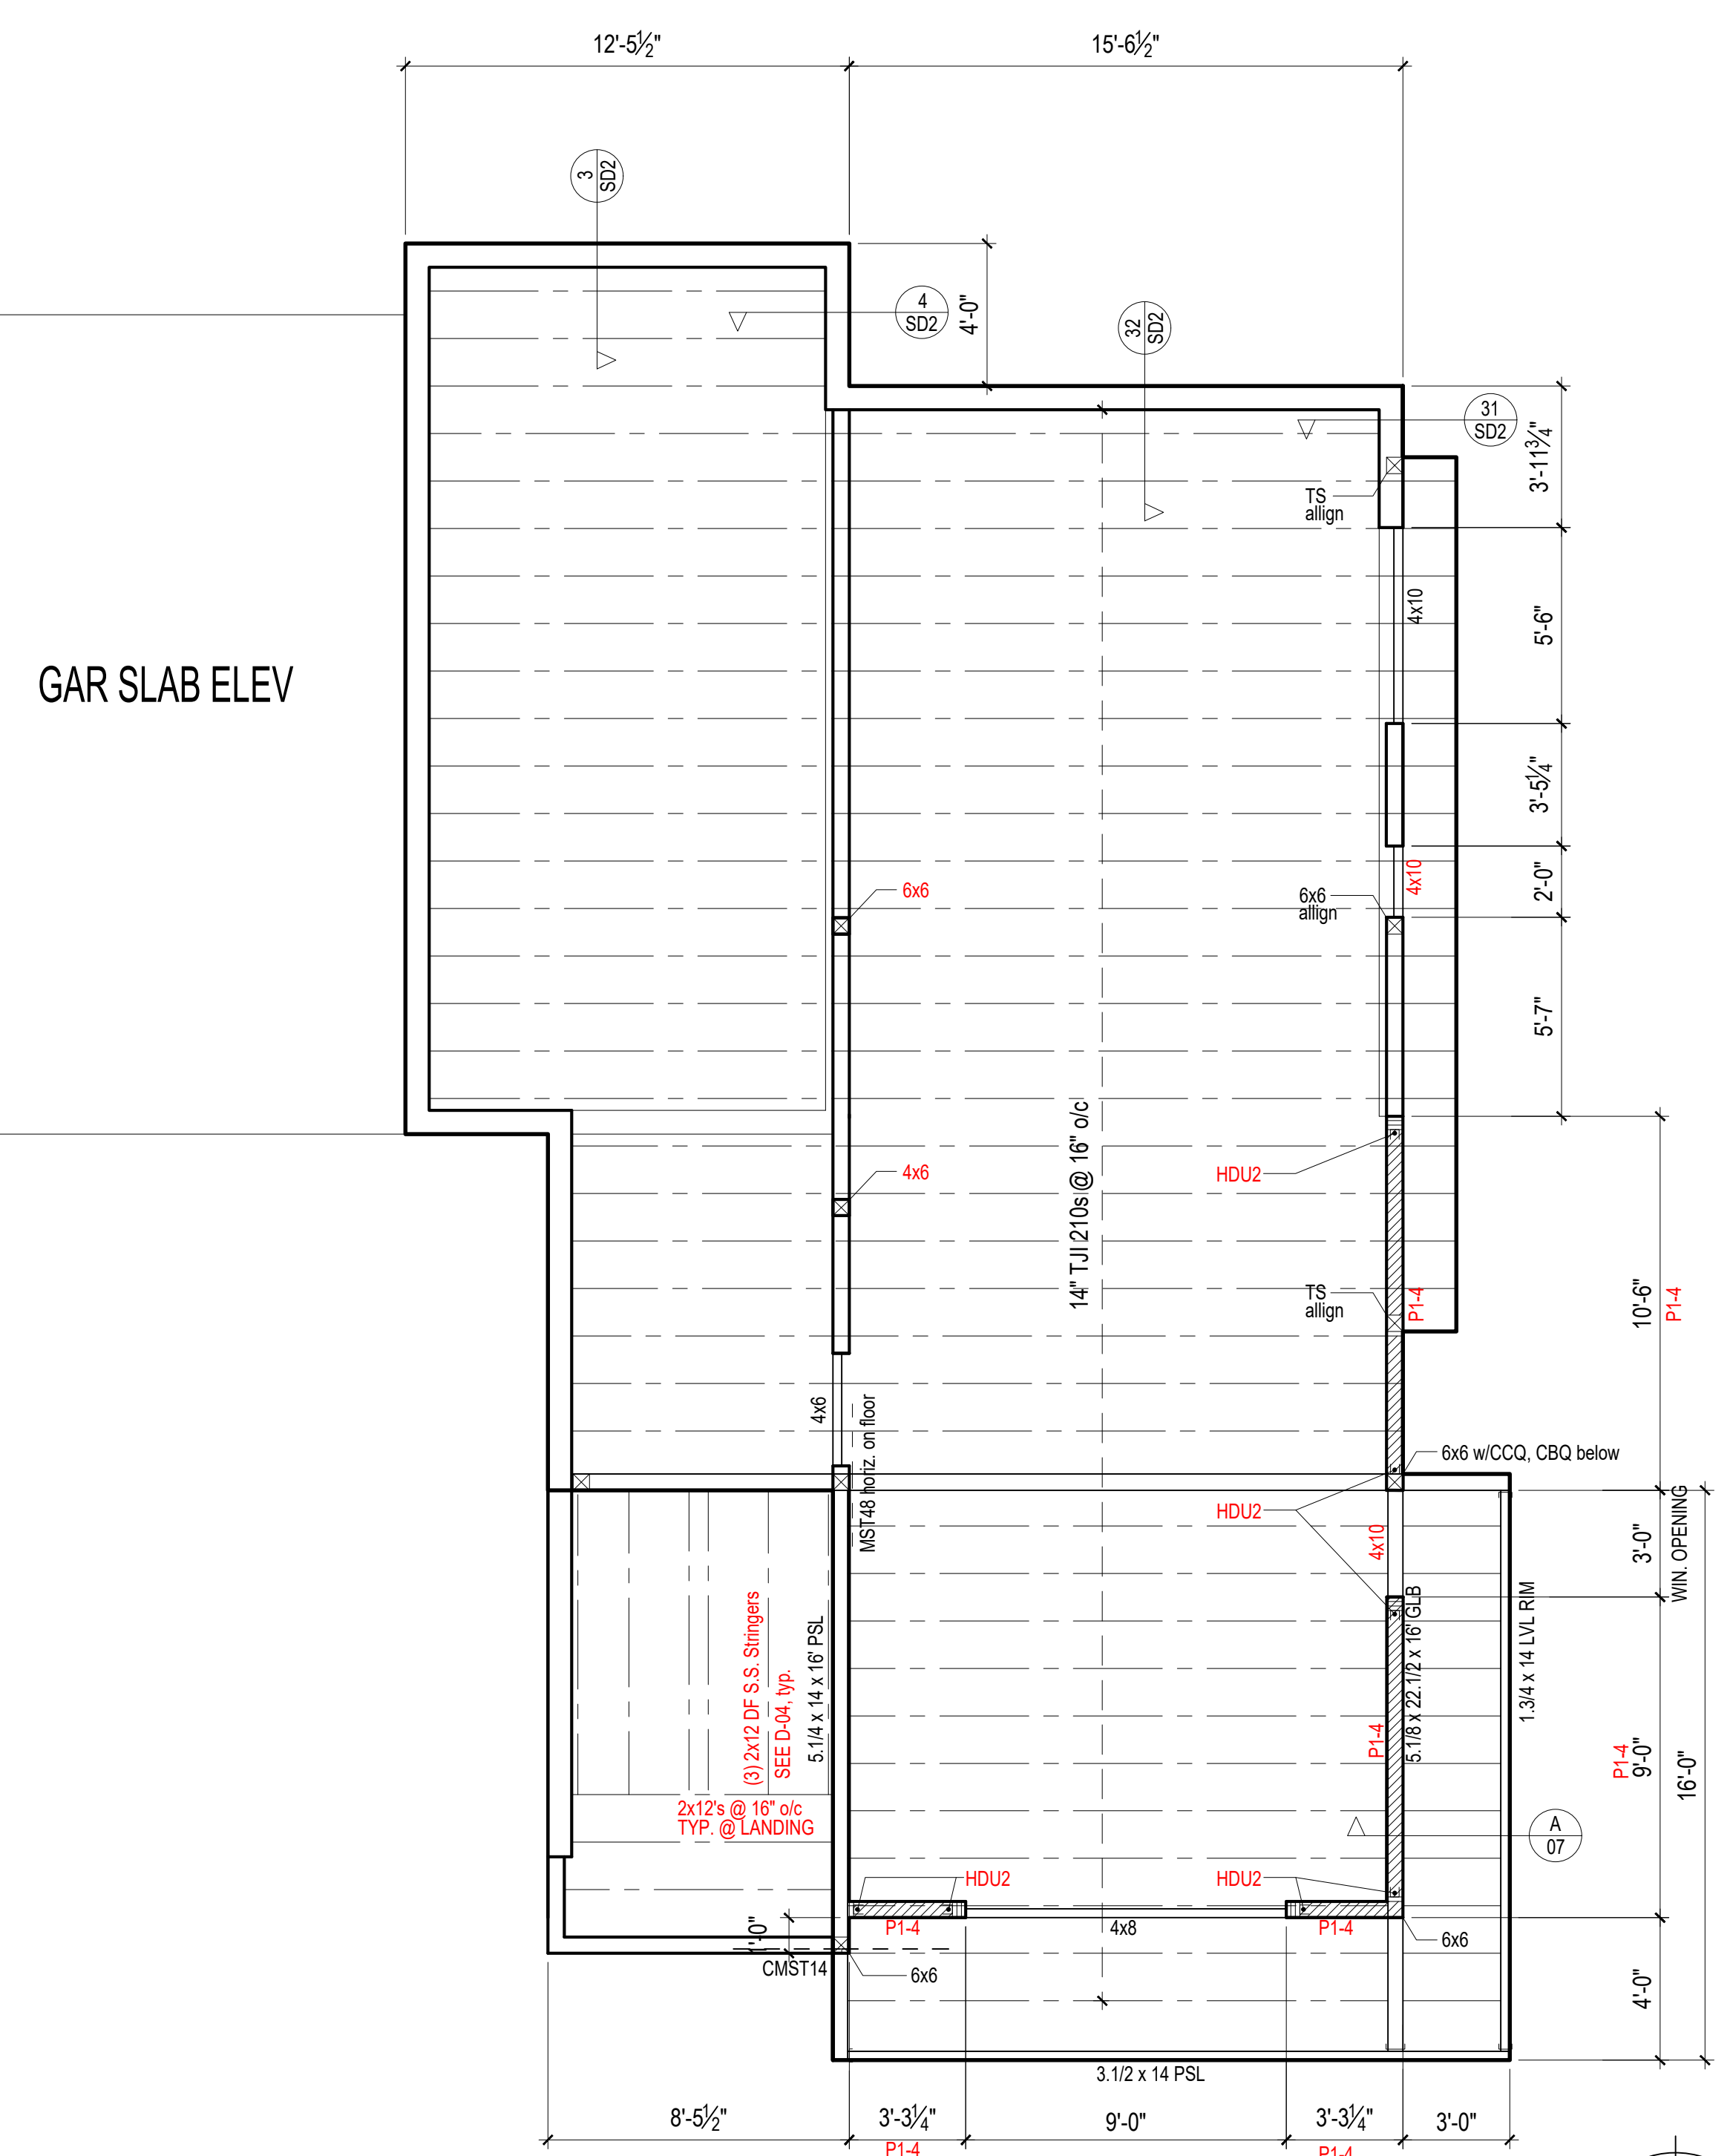 12'-5½"
15'-6½"
3
SD2
4
SD2
4'-0"
32
SD2
31
SD2
3'-11¾"
TS
allign
4x10
5'-6"
GAR SLAB ELEV
3'-5¼"
4x10
2'-0"
6x6
6x6
allign
5'-7"
14" TJI 210s @ 16" o/c
HDU2
4x6
TS
allign
P1-4
10'-6"
P1-4
4x6
MST48 horiz. on floor
6x6 w/CCQ, CBQ below
HDU2
4x10
3'-0"
WIN. OPENING
(3) 2x12 DF S.S. Stringers
SEE D-04, typ.
5.1/4 x 14 x 16' PSL
5.1/8 x 22.1/2 x 16' GLB
1.3/4 x 14 LVL RIM
P1-4
P1-4
9'-0"
16'-0"
2x12's @ 16" o/c
TYP. @ LANDING
A
07
HDU2
HDU2
P1-4
4x8
P1-4
6x6
1'-0"
CMST14
6x6
4'-0"
3.1/2 x 14 PSL
8'-5½"
3'-3¼"
9'-0"
3'-3¼"
3'-0"
P1-4
P1-4